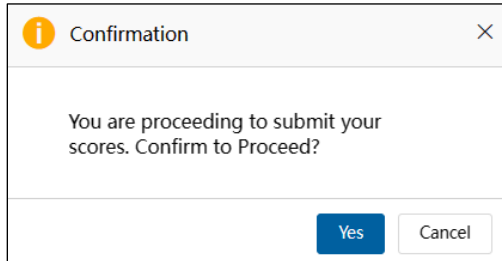 Confirmation
You are proceeding to submit your
scores. Confirm to Proceed?
Yes
Cancel